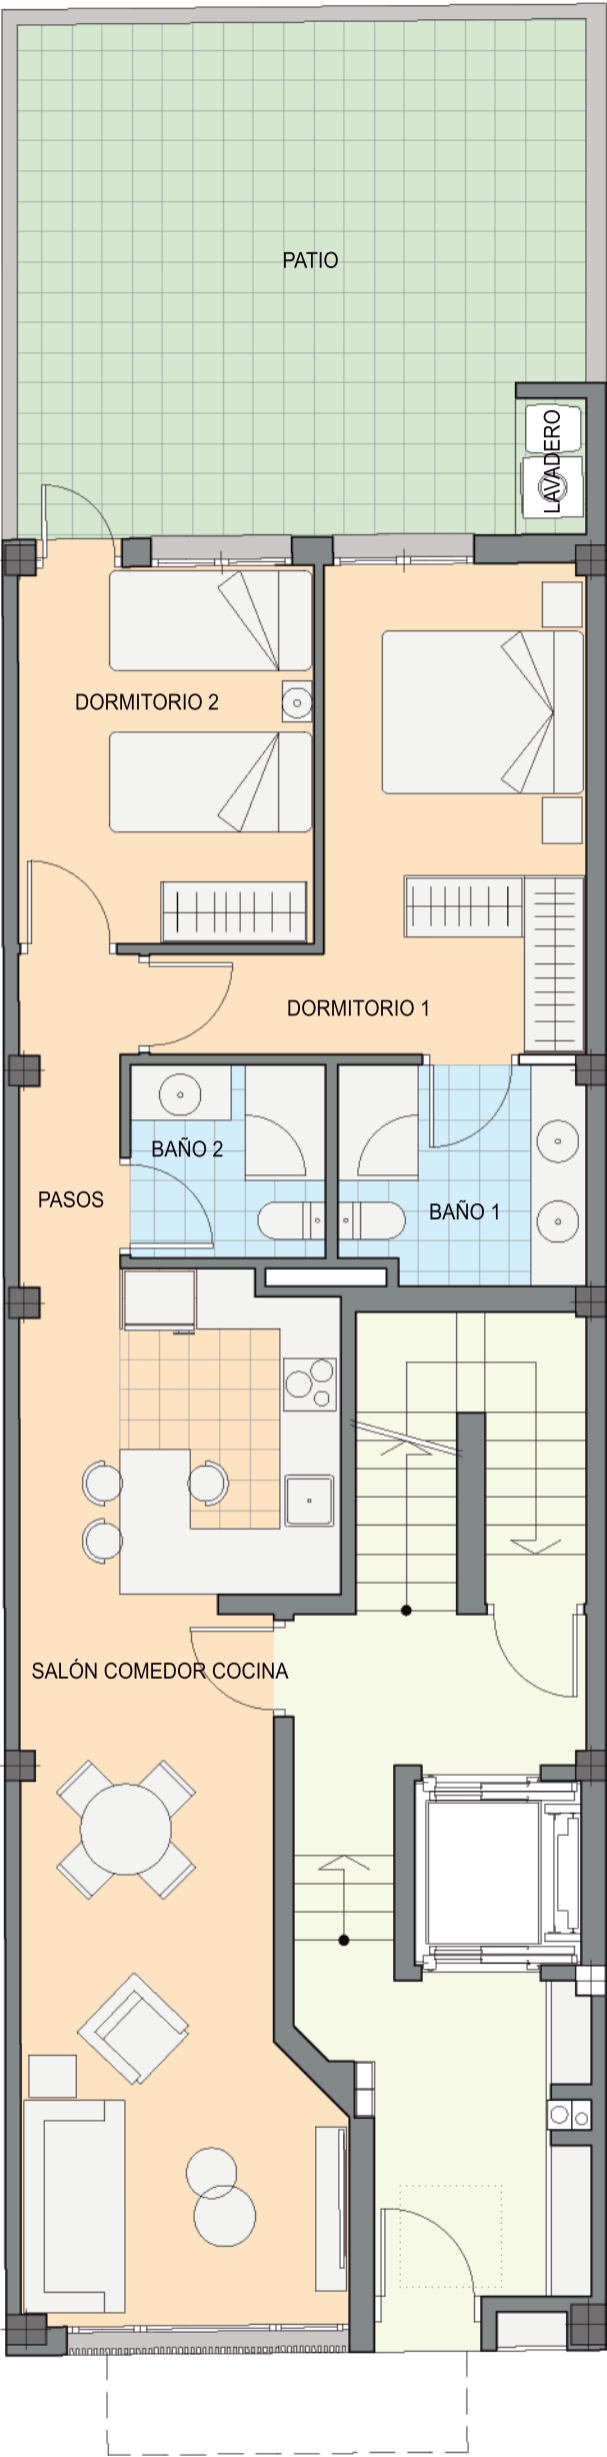 PATIO
LAVADERO
DORMITORIO 2
DORMITORIO 1
BAÑO 2
PASOS
BAÑO 1
SALÓN COMEDOR COCINA